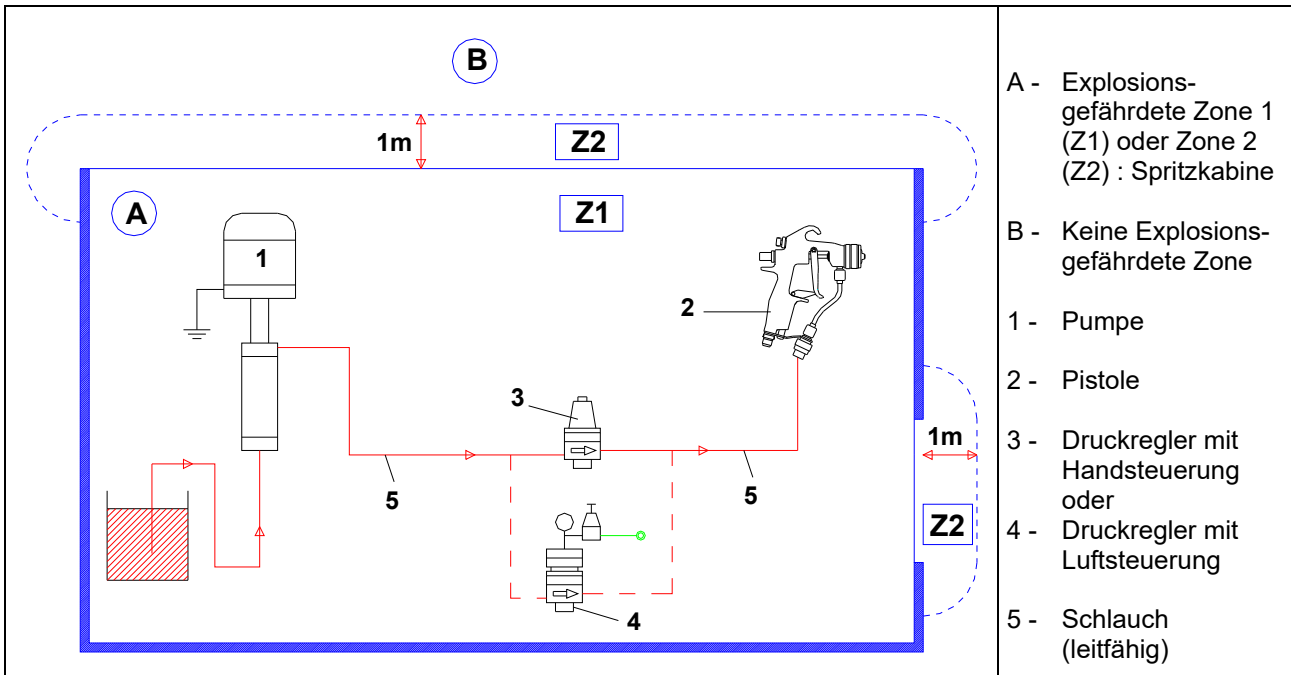 B
1m
Z2
A
Z1
1
2
3
5
5
4
1m
Z2
A - Explosions-
gefährdete Zone 1
(Z1) oder Zone 2
(Z2) : Spritzkabine
B - Keine Explosions-
gefährdete Zone
1 - Pumpe
2 - Pistole
3 - Druckregler mit
Handsteuerung
oder
4 - Druckregler mit
Luftsteuerung
5 - Schlauch
(leitfähig)